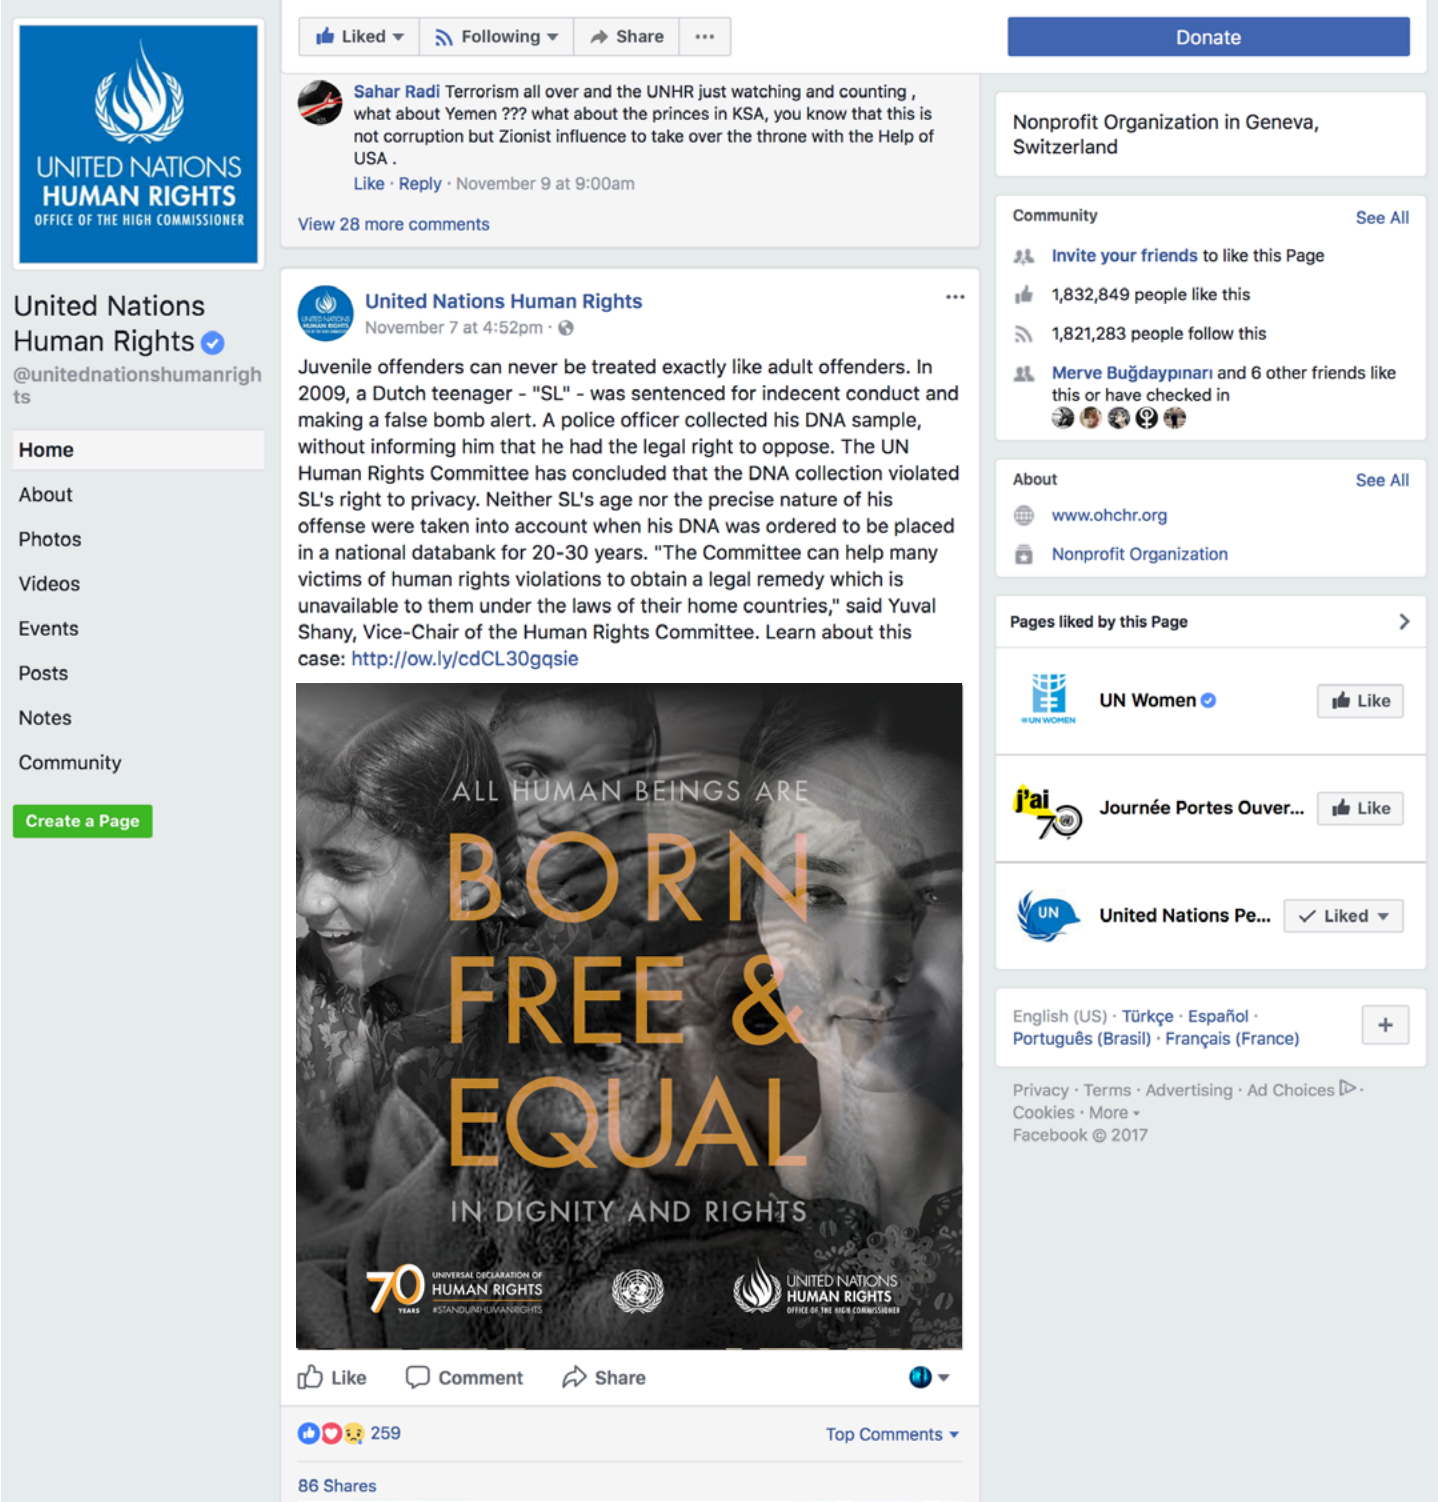 UNITED NATIONS
HUMAN RIGHTS
OFFICE OF THE HIGH COMMISSIONER
United Nations
Human Rights
@unitednationshumanrigh
ts
Home
About
Photos
Videos
Events
Posts
Notes
Community
Create a Page
Liked
Following
Share
Donate
Sahar Radi Terrorism all over and the UNHR just watching and counting ,
what about Yemen ??? what about the princes in KSA, you know that this is
not corruption but Zionist influence to take over the throne with the Help of
USA .
Like · Reply · November 9 at 9:00am
View 28 more comments
United Nations Human Rights
November 7 at 4:52pm ·
Juvenile offenders can never be treated exactly like adult offenders. In
2009, a Dutch teenager - "SL" - was sentenced for indecent conduct and
making a false bomb alert. A police officer collected his DNA sample,
without informing him that he had the legal right to oppose. The UN
Human Rights Committee has concluded that the DNA collection violated
SL's right to privacy. Neither SL's age nor the precise nature of his
offense were taken into account when his DNA was ordered to be placed
in a national databank for 20-30 years. "The Committee can help many
victims of human rights violations to obtain a legal remedy which is
unavailable to them under the laws of their home countries," said Yuval
Shany, Vice-Chair of the Human Rights Committee. Learn about this
case: http://ow.ly/cdCL30gqsie
ALL HUMAN BEINGS ARE
BORN
FREE &
EQUAL
IN DIGNITY AND RIGHTS
70
YEARS
UNIVERSAL DECLARATION OF
HUMAN RIGHTS
#STANDUP4HUMANRIGHTS
UNITED NATIONS
HUMAN RIGHTS
OFFICE OF THE HIGH COMMISSIONER
Like
Comment
Share
259
Top Comments
86 Shares
Nonprofit Organization in Geneva,
Switzerland
Community
See All
Invite your friends to like this Page
1,832,849 people like this
1,821,283 people follow this
Merve Buğdaypınarı and 6 other friends like
this or have checked in
About
See All
www.ohchr.org
Nonprofit Organization
Pages liked by this Page
UN WOMEN
UN Women
Like
j'ai
70
Journée Portes Ouver...
Like
UN
United Nations Pe...
Liked
English (US) · Türkçe · Español ·
Português (Brasil) · Français (France)
+
Privacy · Terms · Advertising · Ad Choices ·
Cookies · More
Facebook © 2017